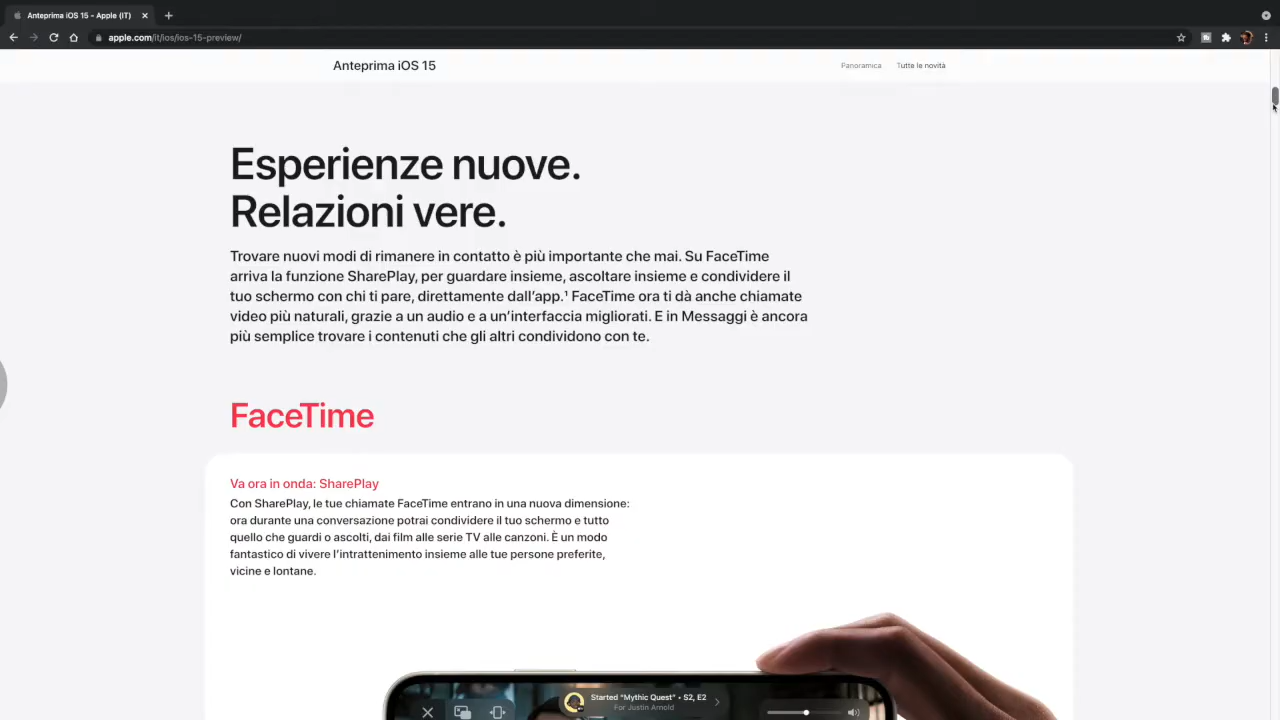 Anteprima iOS 15 - Apple (IT)
apple.com/it/ios/ios-15-preview/
Anteprima iOS 15
Panoramica
Tutte le novità
Esperienze nuove.
Relazioni vere.
Trovare nuovi modi di rimanere in contatto è più importante che mai. Su FaceTime
arriva la funzione SharePlay, per guardare insieme, ascoltare insieme e condividere il
tuo schermo con chi ti pare, direttamente dall’app.¹ FaceTime ora ti dà anche chiamate
video più naturali, grazie a un audio e a un’interfaccia migliorati. E in Messaggi è ancora
più semplice trovare i contenuti che gli altri condividono con te.
FaceTime
Va ora in onda: SharePlay
Con SharePlay, le tue chiamate FaceTime entrano in una nuova dimensione:
ora durante una conversazione potrai condividere il tuo schermo e tutto
quello che guardi o ascolti, dai film alle serie TV alle canzoni. È un modo
fantastico di vivere l’intrattenimento insieme alle tue persone preferite,
vicine e lontane.
Started “Mythic Quest” • S2, E2
For Justin Arnold